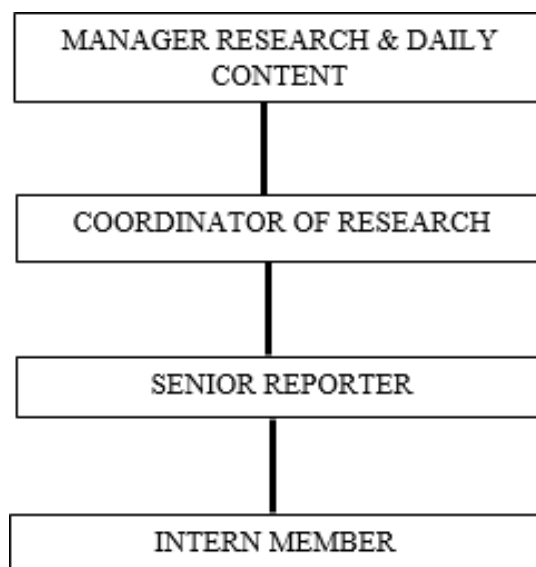 MANAGER RESEARCH & DAILY
CONTENT
COORDINATOR OF RESEARCH
SENIOR REPORTER
INTERN MEMBER